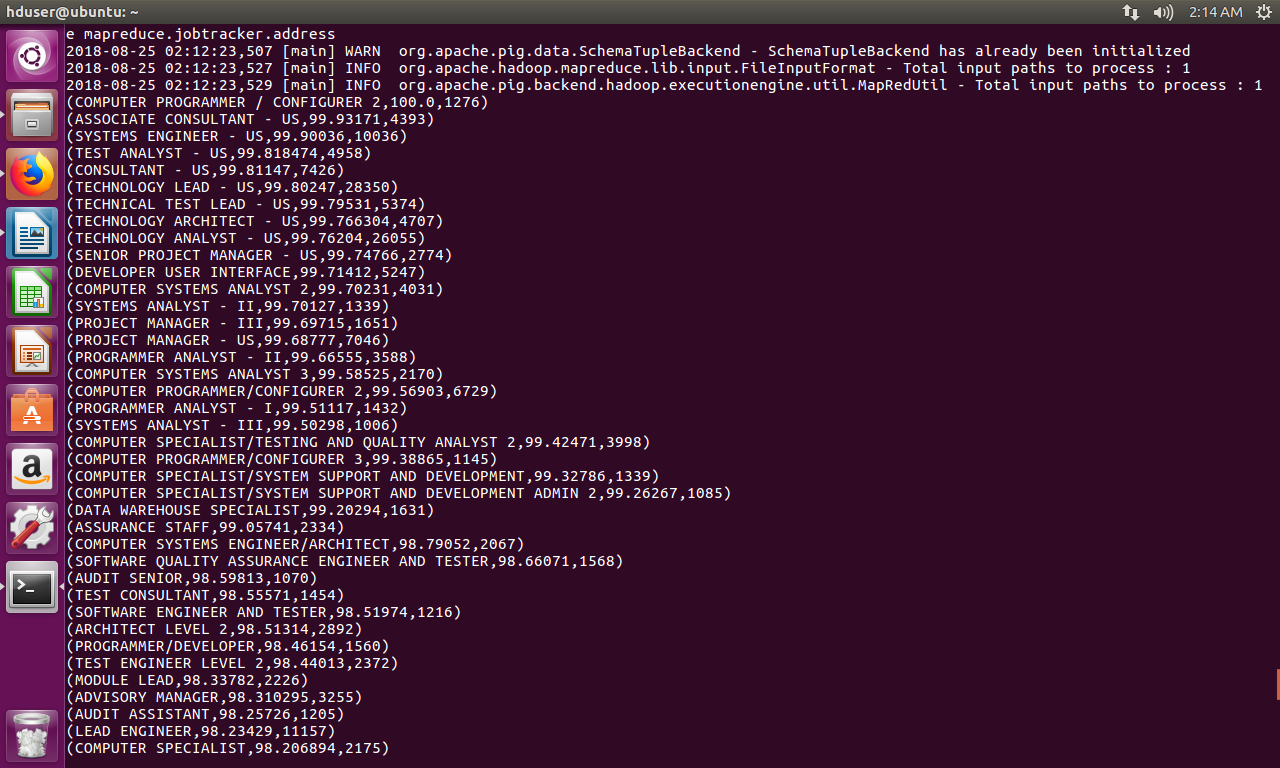 hduser@ubuntu: ~
2:14 AM
e mapreduce.jobtracker.address
2018-08-25 02:12:23,507 [main] WARN  org.apache.pig.data.SchemaTupleBackend - SchemaTupleBackend has already been initialized
2018-08-25 02:12:23,527 [main] INFO  org.apache.hadoop.mapreduce.lib.input.FileInputFormat - Total input paths to process : 1
2018-08-25 02:12:23,529 [main] INFO  org.apache.pig.backend.hadoop.executionengine.util.MapRedUtil - Total input paths to process : 1
(COMPUTER PROGRAMMER / CONFIGURER 2,100.0,1276)
(ASSOCIATE CONSULTANT - US,99.93171,4393)
(SYSTEMS ENGINEER - US,99.90036,10036)
(TEST ANALYST - US,99.818474,4958)
(CONSULTANT - US,99.81147,7426)
(TECHNOLOGY LEAD - US,99.80247,28350)
(TECHNICAL TEST LEAD - US,99.79531,5374)
(TECHNOLOGY ARCHITECT - US,99.766304,4707)
(TECHNOLOGY ANALYST - US,99.76204,26055)
(SENIOR PROJECT MANAGER - US,99.74766,2774)
(DEVELOPER USER INTERFACE,99.71412,5247)
(COMPUTER SYSTEMS ANALYST 2,99.70231,4031)
(SYSTEMS ANALYST - II,99.70127,1339)
(PROJECT MANAGER - III,99.69715,1651)
(PROJECT MANAGER - US,99.68777,7046)
(PROGRAMMER ANALYST - II,99.66555,3588)
(COMPUTER SYSTEMS ANALYST 3,99.58525,2170)
(COMPUTER PROGRAMMER/CONFIGURER 2,99.56903,6729)
(PROGRAMMER ANALYST - I,99.51117,1432)
(SYSTEMS ANALYST - III,99.50298,1006)
(COMPUTER SPECIALIST/TESTING AND QUALITY ANALYST 2,99.42471,3998)
(COMPUTER PROGRAMMER/CONFIGURER 3,99.38865,1145)
(COMPUTER SPECIALIST/SYSTEM SUPPORT AND DEVELOPMENT,99.32786,1339)
(COMPUTER SPECIALIST/SYSTEM SUPPORT AND DEVELOPMENT ADMIN 2,99.26267,1085)
(DATA WAREHOUSE SPECIALIST,99.20294,1631)
(ASSURANCE STAFF,99.05741,2334)
(COMPUTER SYSTEMS ENGINEER/ARCHITECT,98.79052,2067)
(SOFTWARE QUALITY ASSURANCE ENGINEER AND TESTER,98.66071,1568)
(AUDIT SENIOR,98.59813,1070)
(TEST CONSULTANT,98.55571,1454)
(SOFTWARE ENGINEER AND TESTER,98.51974,1216)
(ARCHITECT LEVEL 2,98.51314,2892)
(PROGRAMMER/DEVELOPER,98.46154,1560)
(TEST ENGINEER LEVEL 2,98.44013,2372)
(MODULE LEAD,98.33782,2226)
(ADVISORY MANAGER,98.310295,3255)
(AUDIT ASSISTANT,98.25726,1205)
(LEAD ENGINEER,98.23429,11157)
(COMPUTER SPECIALIST,98.206894,2175)